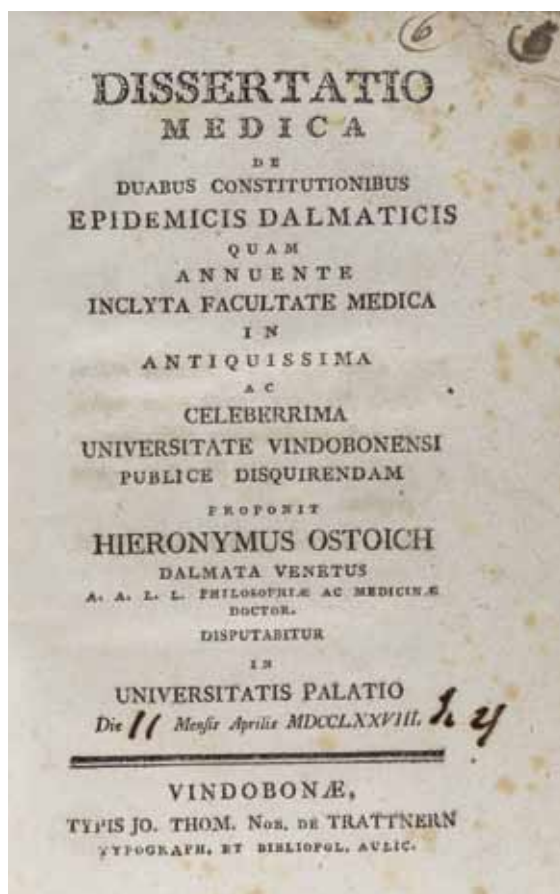 6
DISSERTATIO
MEDICA
DE
DUABUS CONSTITUTIONIBUS
EPIDEMICIS DALMATICIS
QUAM
ANNUENTE
INCLYTA FACULTATE MEDICA
IN
ANTIQUISSIMA
AC
CELEBERRIMA
UNIVERSITATE VINDOBONENSI
PUBLICE DISQUIRENDAM
PROPONIT
HIERONYMUS OSTOICH
DALMATA VENETUS
A. A. L. L. PHILOSOPHIÆ AC MEDICINÆ
DOCTOR.
DISPUTABITUR
IN
UNIVERSITATIS PALATIO
Die 11 Mensis Aprilis MDCCLXXVIII. h 4
VINDOBONÆ,
TYPIS JO. THOM. NOB. DE TRATTNERN
TYPOGRAPH. ET BIBLIOPOL. AULIC.